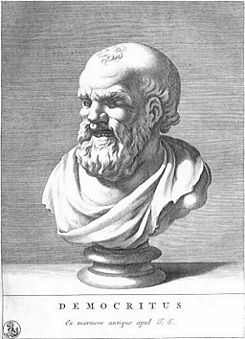 DEMOCRITUS
Ex marmore antiquo apud